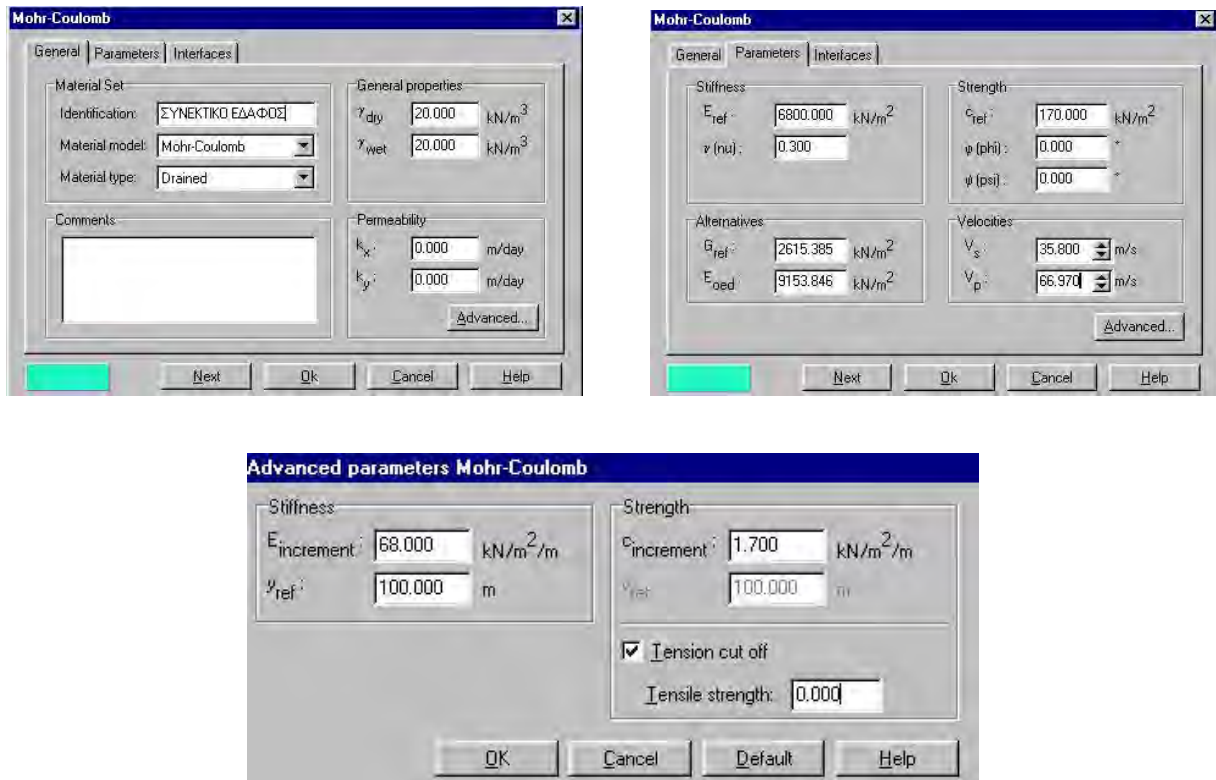 Mohr-Coulomb
General Parameters Interfaces
Material Set
Identification: ΣΥΝΕΚΤΙΚΟ ΕΔΑΦΟΣ
Material model: Mohr-Coulomb
Material type: Drained
General properties
γdry 20.000 kN/m³
γwet 20.000 kN/m³
Comments
Permeability
kx: 0.000 m/day
ky: 0.000 m/day
Advanced...
Next Ok Cancel Help
Mohr-Coulomb
General Parameters Interfaces
Stiffness
Eref: 6800.000 kN/m²
ν (nu): 0.300
Strength
cref: 170.000 kN/m²
φ (phi): 0.000 °
ψ (psi): 0.000 °
Alternatives
Gref: 2615.385 kN/m²
Eoed: 9153.846 kN/m²
Velocities
Vs: 35.800 m/s
Vp: 66.970 m/s
Advanced...
Next Ok Cancel Help
Advanced parameters Mohr-Coulomb
Stiffness
Eincrement: 68.000 kN/m²/m
yref: 100.000 m
Strength
cincrement: 1.700 kN/m²/m
yref: 100.000 m
Tension cut off
Tensile strength: 0.000
OK Cancel Default Help